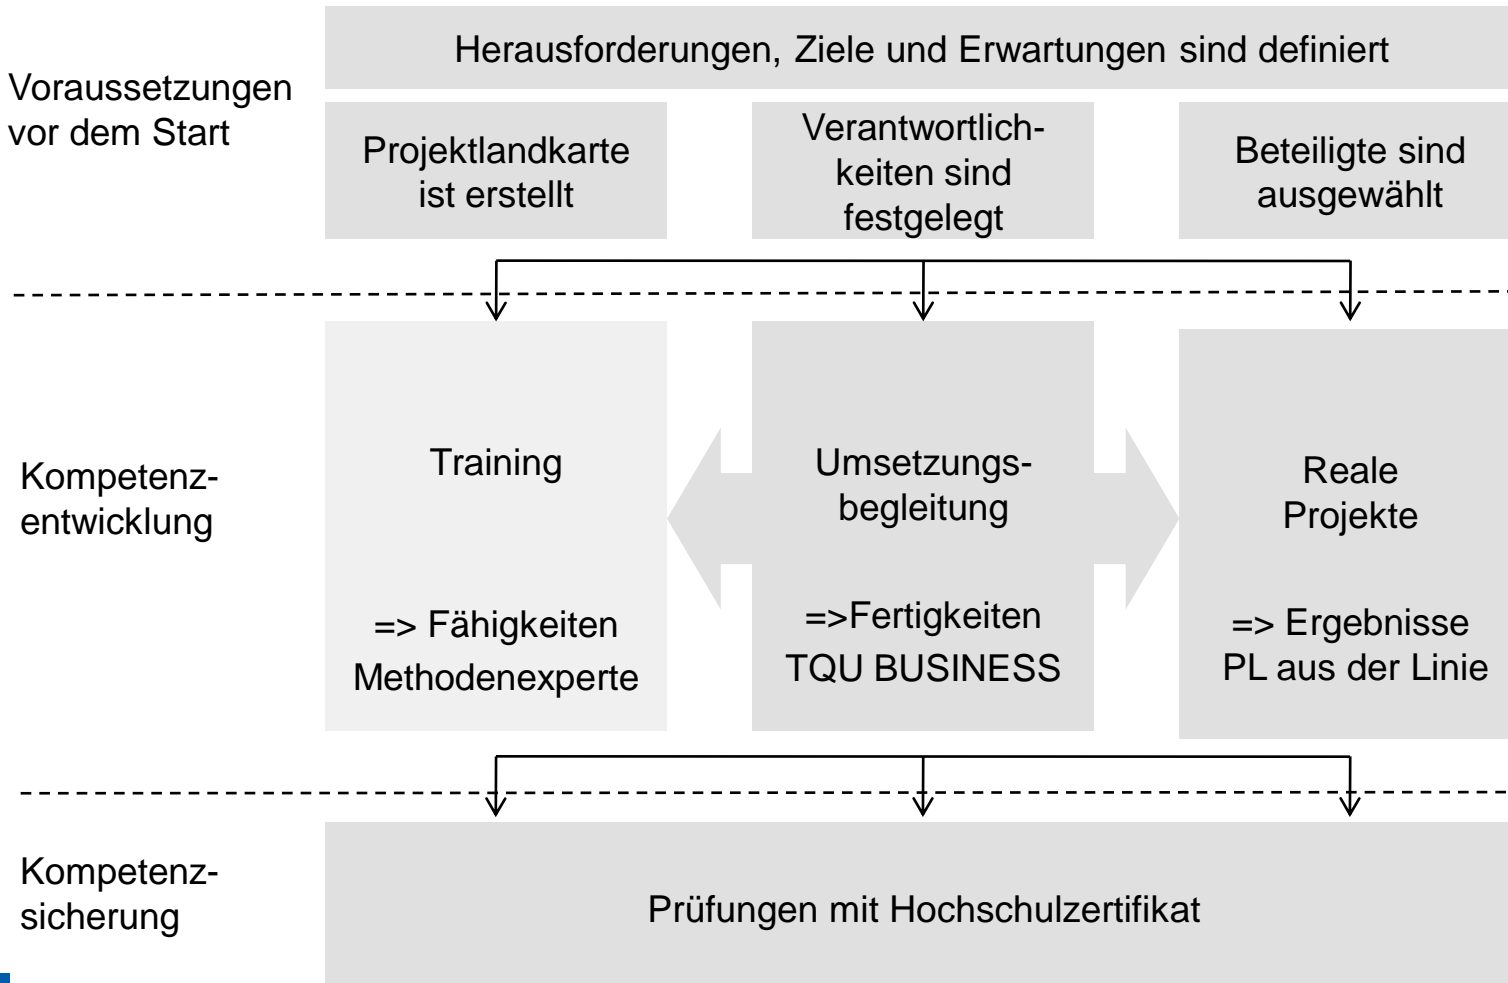 Voraussetzungen
vor dem Start
Herausforderungen, Ziele und Erwartungen sind definiert
Projektlandkarte
ist erstellt
Verantwortlich-
keiten sind
festgelegt
Beteiligte sind
ausgewählt
Kompetenz-
entwicklung
Training
=> Fähigkeiten
Methodenexperte
Umsetzungs-
begleitung
=>Fertigkeiten
TQU BUSINESS
Reale
Projekte
=> Ergebnisse
PL aus der Linie
Kompetenz-
sicherung
Prüfungen mit Hochschulzertifikat